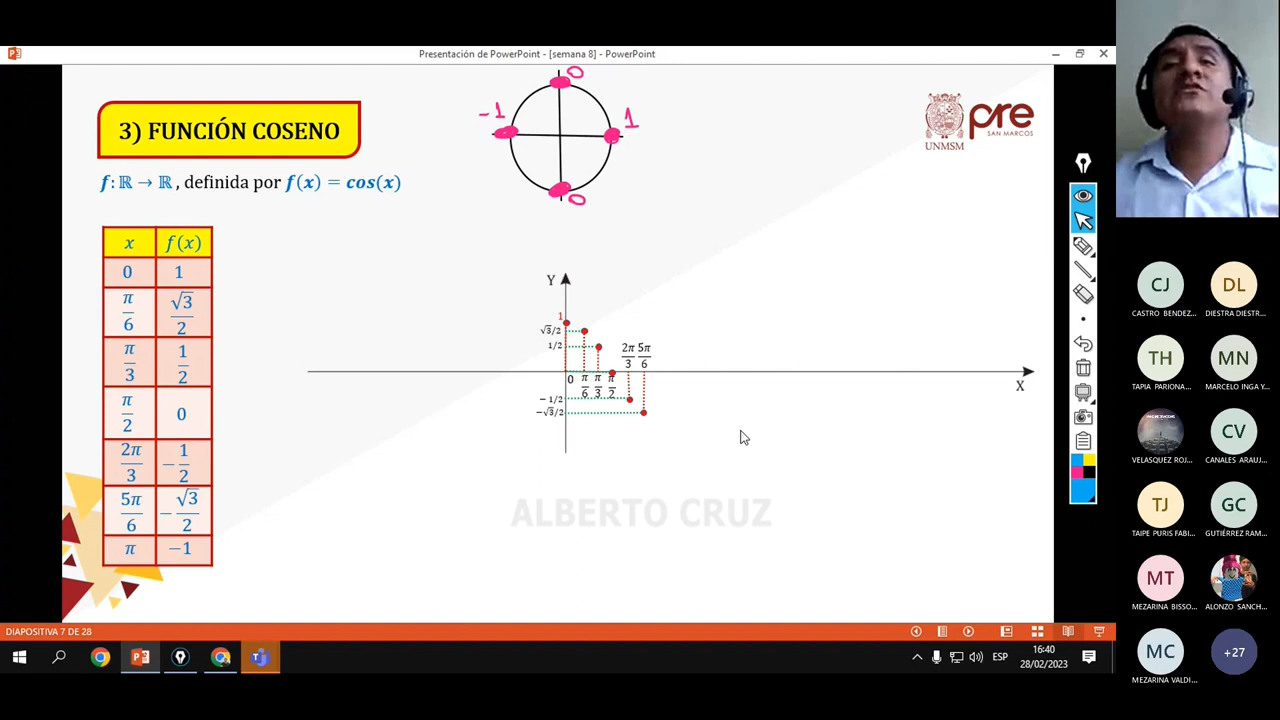 Presentación de PowerPoint - [semana 8] - PowerPoint
3) FUNCIÓN COSENO
f: ℝ → ℝ , definida por f(x) = cos(x)
0
-1
1
0
UNMSM
pre
SAN MARCOS
x f(x)
0 1
π/6 √3/2
π/3 1/2
π/2 0
2π/3 -1/2
5π/6 -√3/2
π −1
Y
1
√3/2
1/2
2π/3 5π/6
0 π/6 π/3 π/2
X
− 1/2
−√3/2
ALBERTO CRUZ
DIAPOSITIVA 7 DE 28
ESP
16:40
28/02/2023
CJ
CASTRO BENDEZ...
DL
DIESTRA DIESTR...
TH
TAPIA PARIONA...
MN
MARCELO INGA Y...
VELASQUEZ ROJ...
CV
CANALES ARAUJ...
TJ
TAIPE PURIS FABI...
GC
GUTIÉRREZ RAM...
MT
MEZARINA BISSO...
ALONZO SANCH...
MC
MEZARINA VALDI...
+27